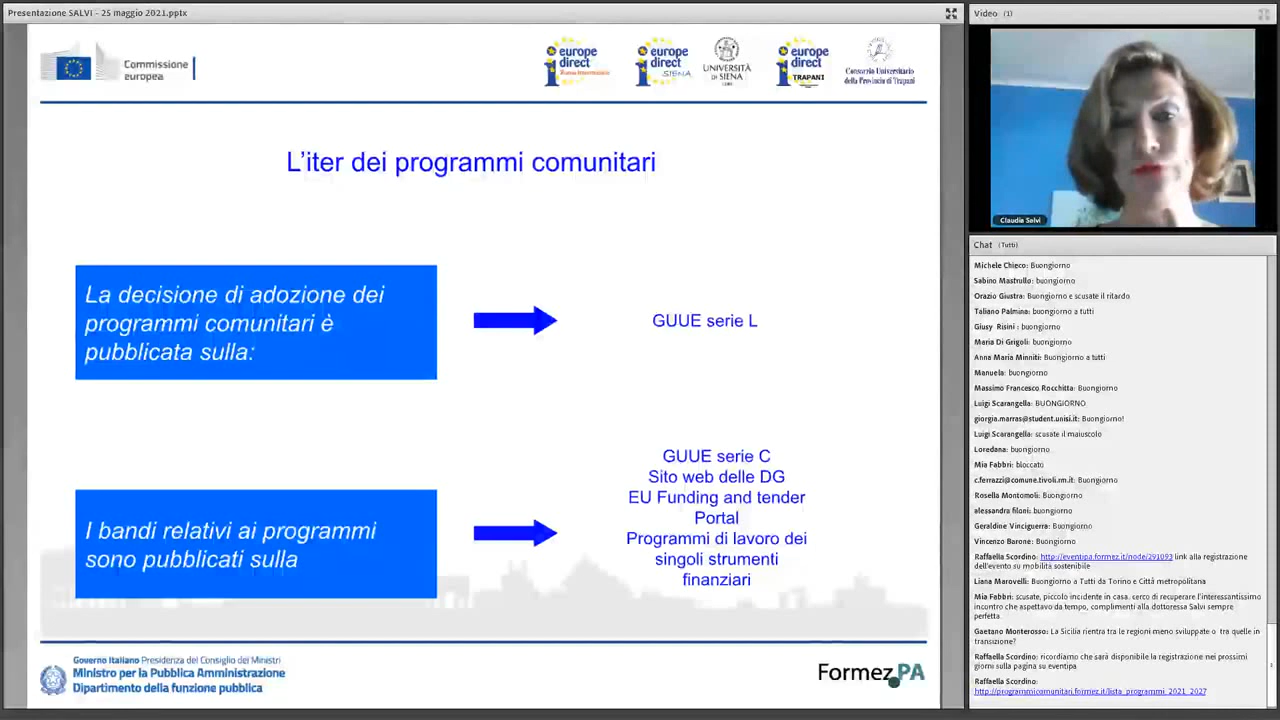 Presentazione SALVI - 25 maggio 2021.pptx
Commissione
europea
europe
direct
europe
direct
SIENA
UNIVERSITÀ
DI SIENA
1240
europe
direct
TRAPANI
Consorzio Universitario
della Provincia di Trapani
L'iter dei programmi comunitari
La decisione di adozione dei
programmi comunitari è
pubblicata sulla:
GUUE serie L
I bandi relativi ai programmi
sono pubblicati sulla
GUUE serie C
Sito web delle DG
EU Funding and tender
Portal
Programmi di lavoro dei
singoli strumenti
finanziari
Governo Italiano Presidenza del Consiglio dei Ministri
Ministro per la Pubblica Amministrazione
Dipartimento della funzione pubblica
Formez PA
Video (1)
Claudia Salvi
Chat (Tutti)
Michele Chieco: Buongiorno
Sabino Mastrullo: buongiorno
Orazio Giustra: Buongiorno e scusate il ritardo
Taliano Palmina: buongiorno a tutti
Giusy Risini : buongiorno
Maria Di Grigoli: buongiorno
Anna Maria Minniti: Buongiorno a tutti
Manuela: buongiorno
Massimo Francesco Rocchitta: Buongiorno
Luigi Scarangella: BUONGIORNO
giorgia.marras@student.unisi.it: Buongiorno!
Luigi Scarangella: scusate il maiuscolo
Loredana: buongiorno
Mia Fabbri: bloccato
c.ferrazzi@comune.tivoli.rm.it: Buongiorno
Rosella Montomoli: Buongiorno
alessandra filoni: buongiorno
Geraldine Vinciguerra: Buongiorno
Vincenzo Barone: Buongiorno
Raffaella Scordino: http://eventipa.formez.it/node/291093 link alla registrazione
dell'evento su mobilità sostenibile
Liana Marovelli: Buongiorno a Tutti da Torino e Città metropolitana
Mia Fabbri: scusate, piccolo incidente in casa. cerco di recuperare l'interessantissimo
incontro che aspettavo da tempo, complimenti alla dottoressa Salvi sempre
perfetta
Gaetano Monterosso: La Sicilia rientra tra le regioni meno sviluppate o tra quelle in
transizione?
Raffaella Scordino: ricordiamo che sarà disponibile la registrazione nei prossimi
giorni sulla pagina su eventipa
Raffaella Scordino:
http://programmicomunitari.formez.it/lista_programmi_2021_2027